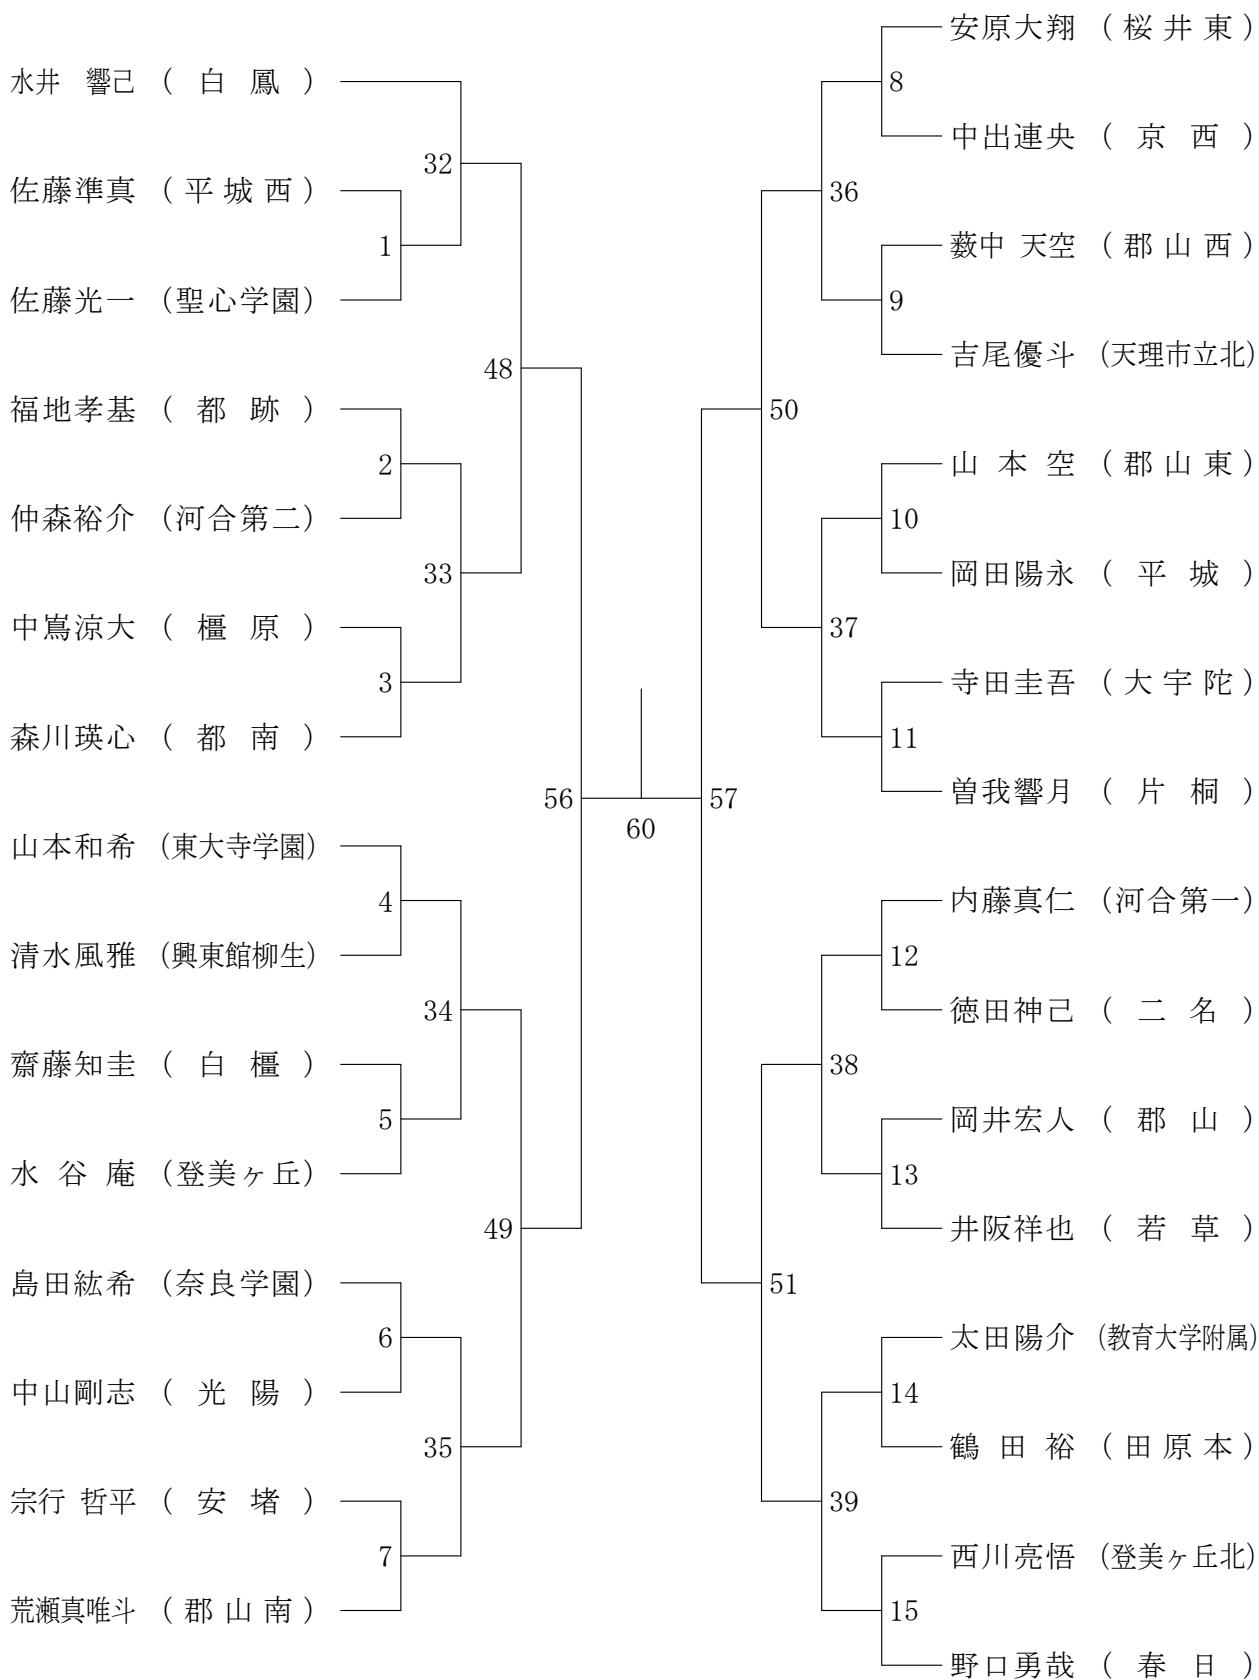 水井 響己 ( 白 鳳 )
佐藤準真 ( 平 城 西 )
佐藤光一 (聖心学園)
福地孝基 ( 都 跡 )
仲森裕介 (河合第二)
中嶌涼大 ( 橿 原 )
森川瑛心 ( 都 南 )
山本和希 (東大寺学園)
清水風雅 (興東館柳生)
齋藤知圭 ( 白 橿 )
水 谷 庵 (登美ヶ丘)
島田紘希 (奈良学園)
中山剛志 ( 光 陽 )
宗行 哲平 ( 安 堵 )
荒瀬真唯斗 ( 郡 山 南 )
1
2
3
4
5
6
7
32
33
34
35
48
49
56
60
57
50
51
36
37
38
39
8
9
10
11
12
13
14
15
安原大翔 ( 桜 井 東 )
中出連央 ( 京 西 )
薮中 天空 ( 郡 山 西 )
吉尾優斗 (天理市立北)
山 本 空 ( 郡 山 東 )
岡田陽永 ( 平 城 )
寺田圭吾 ( 大 宇 陀 )
曽我響月 ( 片 桐 )
内藤真仁 (河合第一)
徳田神己 ( 二 名 )
岡井宏人 ( 郡 山 )
井阪祥也 ( 若 草 )
太田陽介 (教育大学附属)
鶴 田 裕 ( 田 原 本 )
西川亮悟 (登美ヶ丘北)
野口勇哉 ( 春 日 )